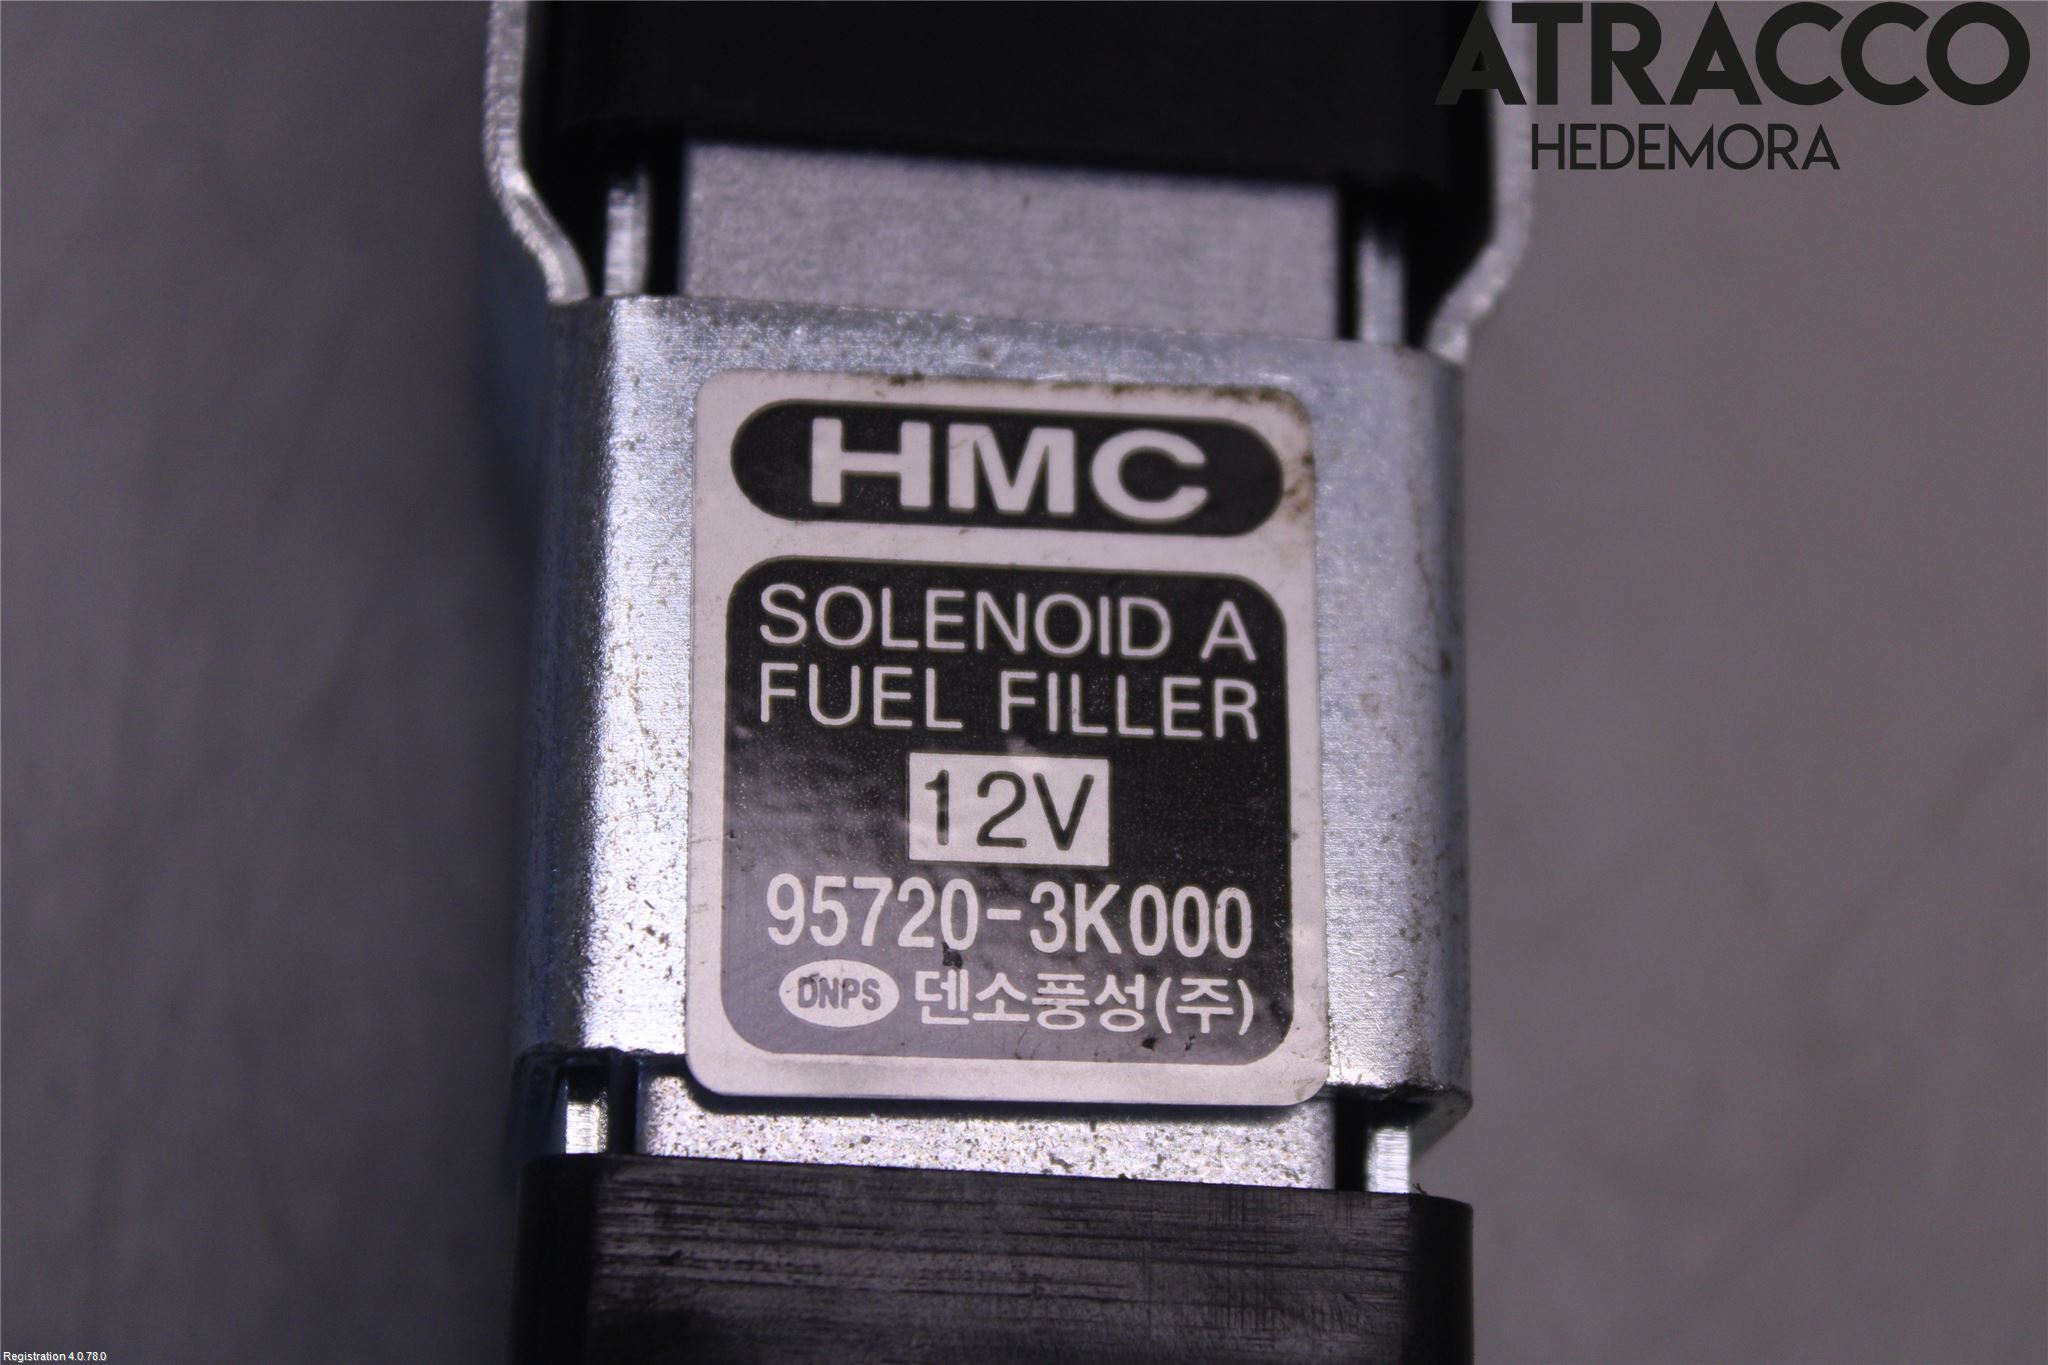 ATRACCO
HEDEMORA
HMC
SOLENOID A
FUEL FILLER
12V
95720-3K000
DNPS 덴소풍성(주)
Registration 4.0.78.0